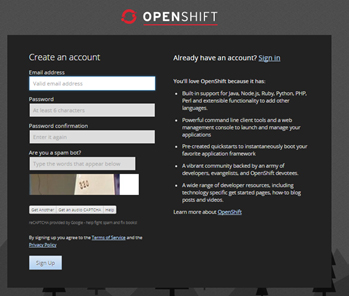 OPENSHIFT
Create an account
Email address
Valid email address
Password
At least 6 characters
Password confirmation
Enter it again
Are you a spam bot?
Type the words that appear below
Get Another | Get an audio CAPTCHA | Help
reCAPTCHA provided by Google - help fight spam and fix books!
By signing up you agree to the Terms of Service and the
Privacy Policy
Sign Up
Already have an account? Sign in
You'll love OpenShift because it has:
Built-in support for Java, Node.js, Ruby, Python, PHP,
Perl and extensible functionality to add other
languages.
Powerful command line client tools and a web
management console to launch and manage your
applications
Pre-created quickstarts to instantaneously boot your
favorite application framework
A vibrant community backed by an army of
developers, evangelists, and OpenShift devotees.
A wide range of developer resources, including
technology specific get started pages, how to blog
posts and videos.
Learn more about OpenShift